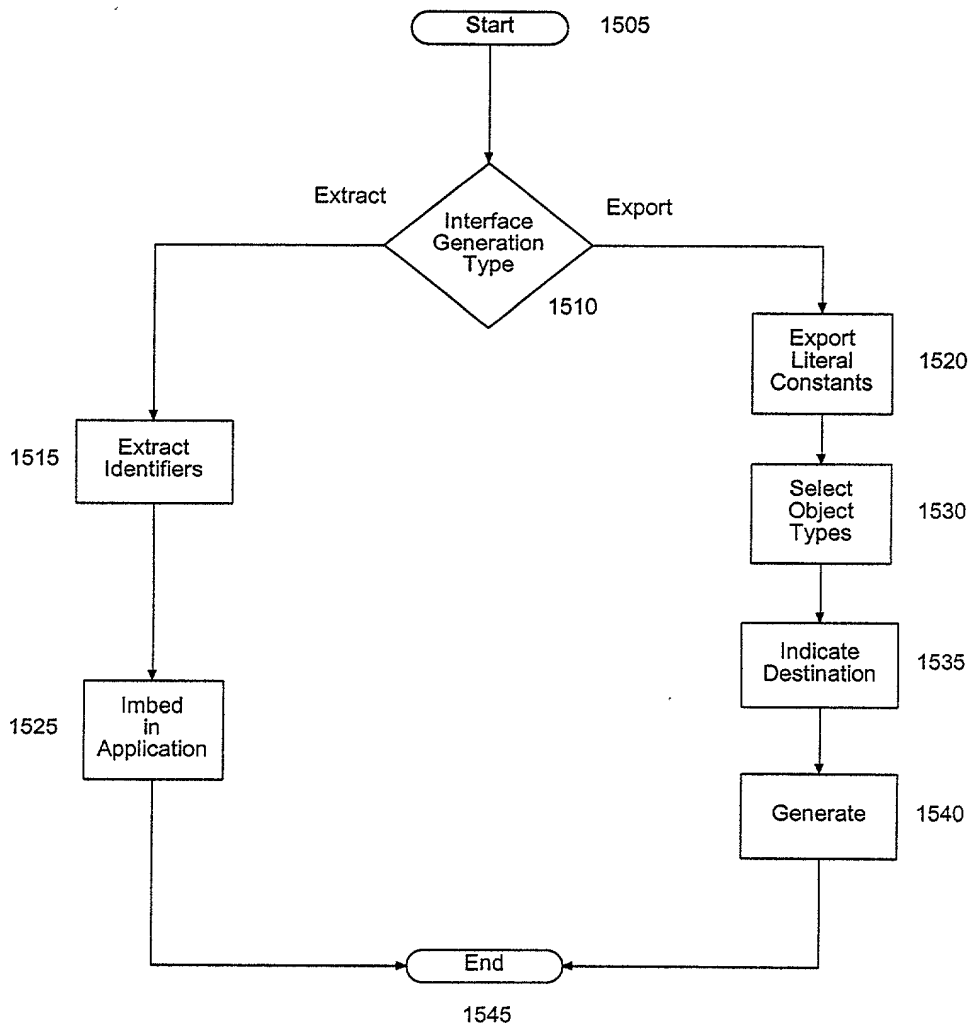 Start
1505
Extract
Export
Interface
Generation
Type
1510
Export
Literal
Constants
1520
1515
Extract
Identifiers
Select
Object
Types
1530
Indicate
Destination
1535
1525
Imbed
in
Application
Generate
1540
End
1545